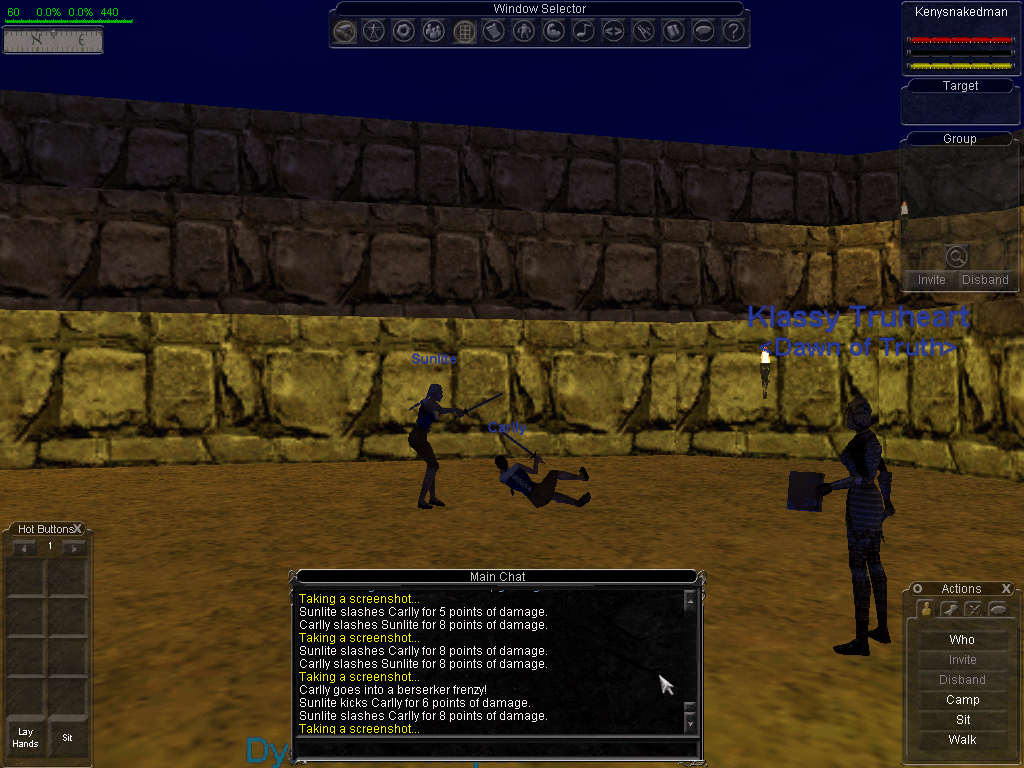 60 0.0% 0.0% 440
Window Selector
Kenysnakedman
N E
Target
Group
Invite Disband
Klassy Truheart
<Dawn of Truth>
Sunlite
Carlly
Hot Buttons X
1
Lay Hands
Sit
Main Chat
Taking a screenshot...
Sunlite slashes Carlly for 5 points of damage.
Carlly slashes Sunlite for 8 points of damage.
Taking a screenshot...
Sunlite slashes Carlly for 8 points of damage.
Carlly slashes Sunlite for 8 points of damage.
Taking a screenshot...
Carlly goes into a berserker frenzy!
Sunlite kicks Carlly for 6 points of damage.
Sunlite slashes Carlly for 8 points of damage.
Taking a screenshot...
Actions X
Who
Invite
Disband
Camp
Sit
Walk